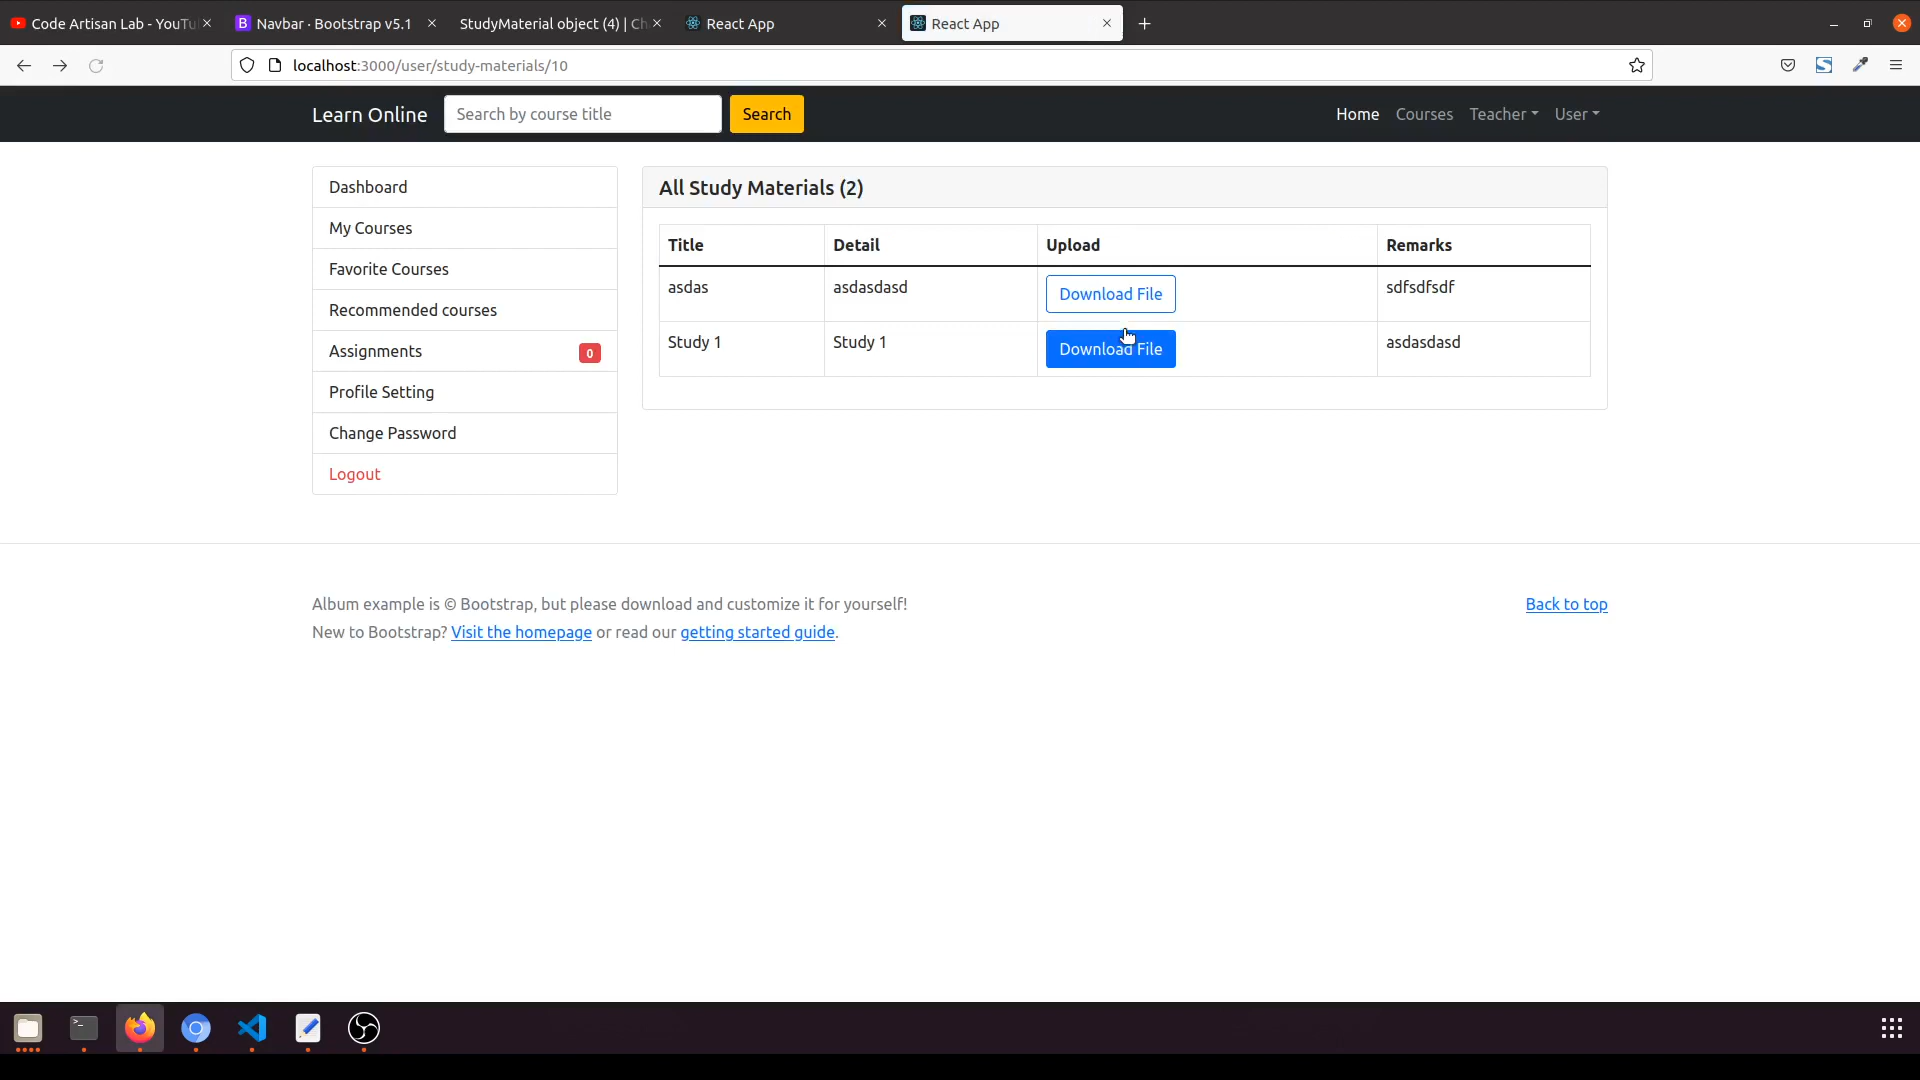 Code Artisan Lab - YouTu
Navbar · Bootstrap v5.1
StudyMaterial object (4) | Ch
React App
React App
localhost:3000/user/study-materials/10
Learn Online
Search by course title
Search
Home
Courses
Teacher
User
Dashboard
My Courses
Favorite Courses
Recommended courses
Assignments
0
Profile Setting
Change Password
Logout
All Study Materials (2)
Title Detail Upload Remarks
asdas asdasdasd Download File sdfsdfsdf
Study 1 Study 1 Download File asdasdasd
Album example is © Bootstrap, but please download and customize it for yourself!
New to Bootstrap? Visit the homepage or read our getting started guide.
Back to top